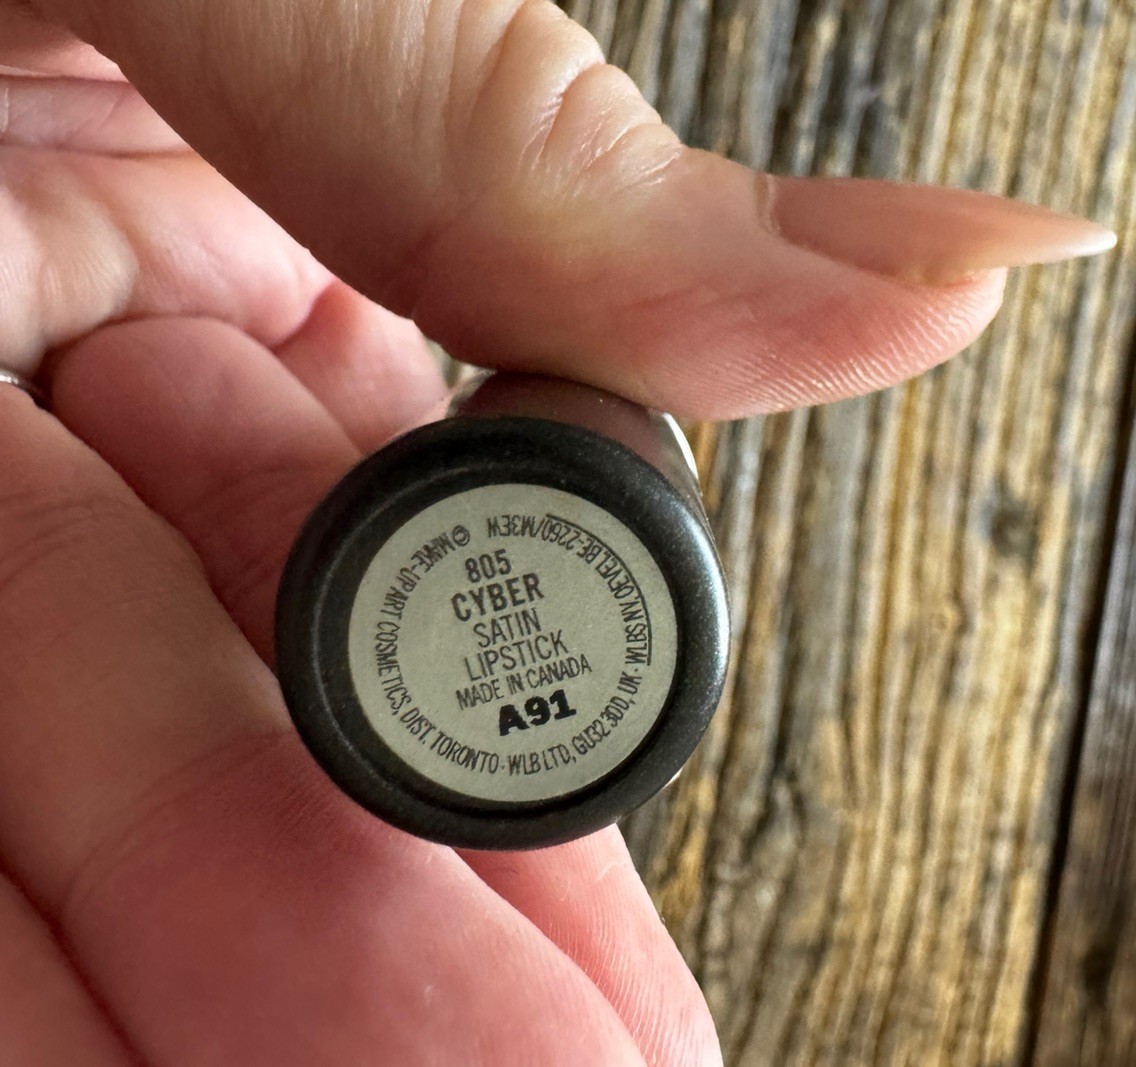 805
CYBER
SATIN
LIPSTICK
MADE IN CANADA
A91
MAKE-UP ART COSMETICS, DIST. TORONTO · WLB LTD, GU32 3QD, UK · WLBS NV, OEVEL BE-2260/M3EW